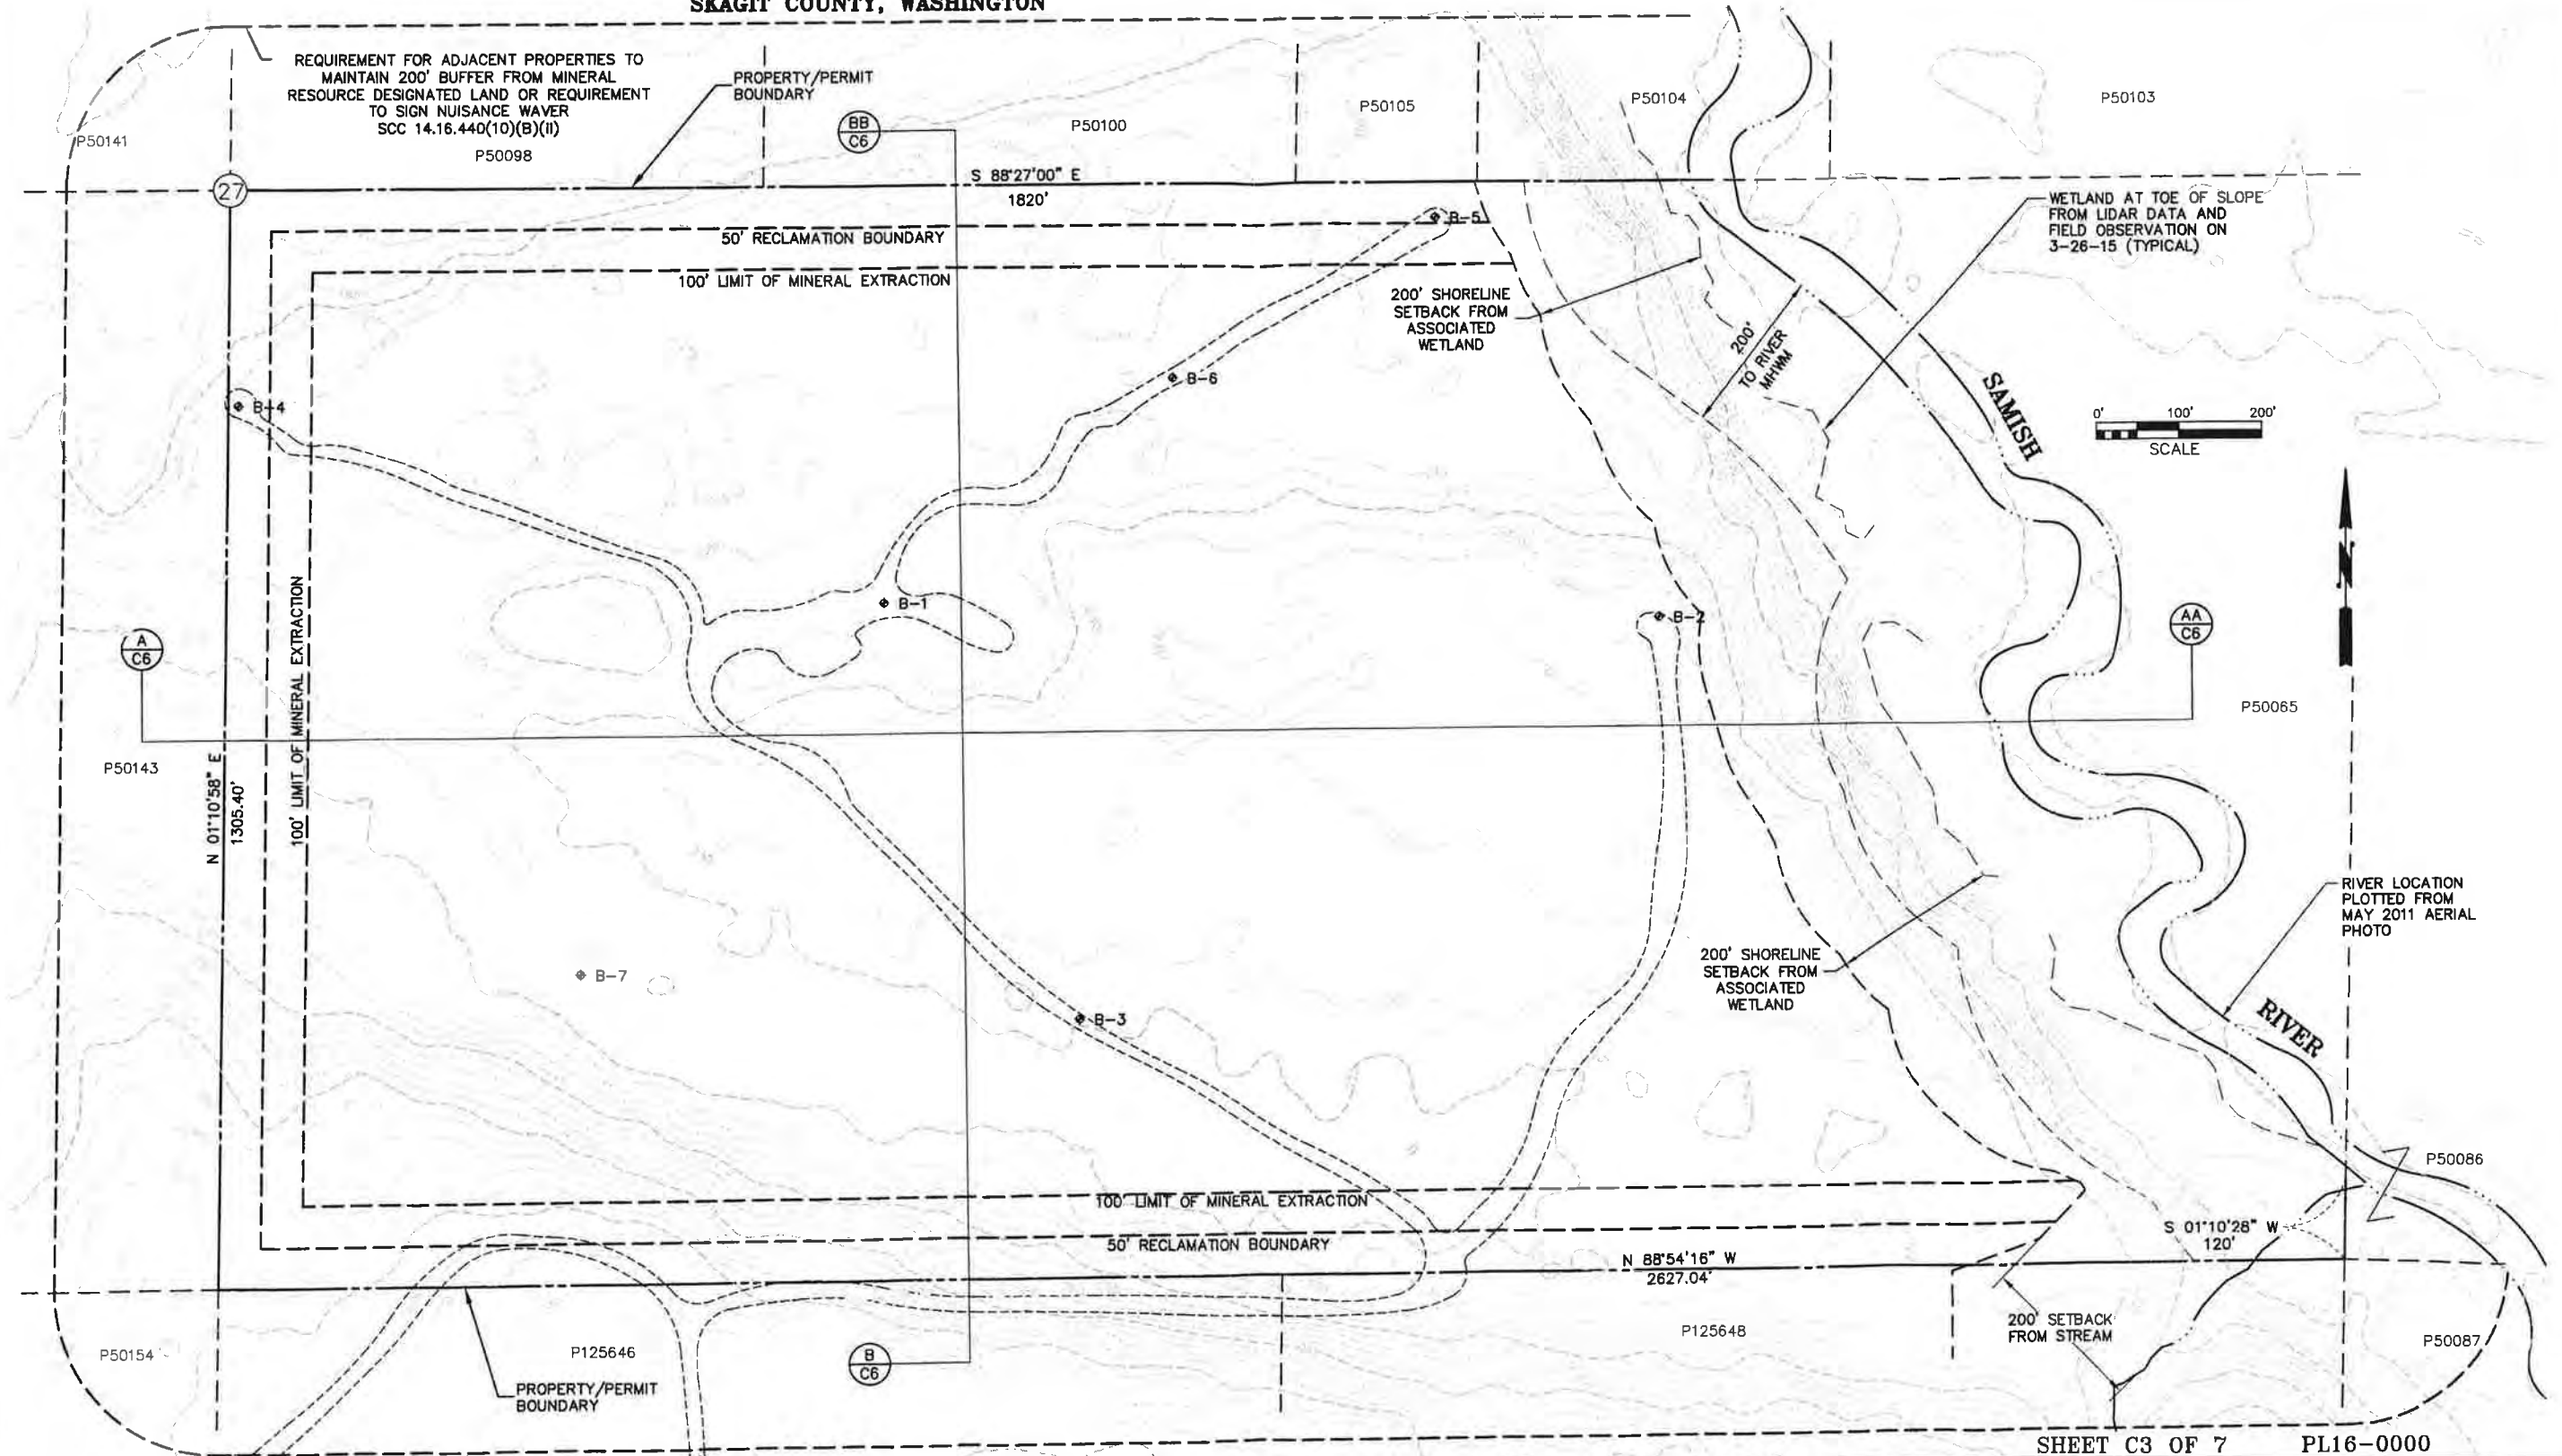 SKAGIT COUNTY, WASHINGTON
REQUIREMENT FOR ADJACENT PROPERTIES TO
MAINTAIN 200' BUFFER FROM MINERAL
RESOURCE DESIGNATED LAND OR REQUIREMENT
TO SIGN NUISANCE WAVER
SCC 14.16.440(10)(B)(II)
PROPERTY/PERMIT
BOUNDARY
P50141
P50098
BB
C6
P50100
P50105
P50104
P50103
27
S 88°27'00" E
1820'
50' RECLAMATION BOUNDARY
100' LIMIT OF MINERAL EXTRACTION
B-5
WETLAND AT TOE OF SLOPE
FROM LIDAR DATA AND
FIELD OBSERVATION ON
3-26-15 (TYPICAL)
200' SHORELINE
SETBACK FROM
ASSOCIATED
WETLAND
200'
TO RIVER
MHWM
B-6
B-4
SAMISH
0' 100' 200'
SCALE
N
B-1
B-2
A
C6
AA
C6
100' LIMIT OF MINERAL EXTRACTION
P50065
P50143
N 01°10'58" E
1305.40'
RIVER LOCATION
PLOTTED FROM
MAY 2011 AERIAL
PHOTO
200' SHORELINE
SETBACK FROM
ASSOCIATED
WETLAND
B-7
B-3
RIVER
P50086
100' LIMIT OF MINERAL EXTRACTION
50' RECLAMATION BOUNDARY
S 01°10'28" W
120'
N 88°54'16" W
2627.04'
200' SETBACK
FROM STREAM
P50154
P125646
B
C6
P125648
P50087
PROPERTY/PERMIT
BOUNDARY
SHEET C3 OF 7 PL16-0000